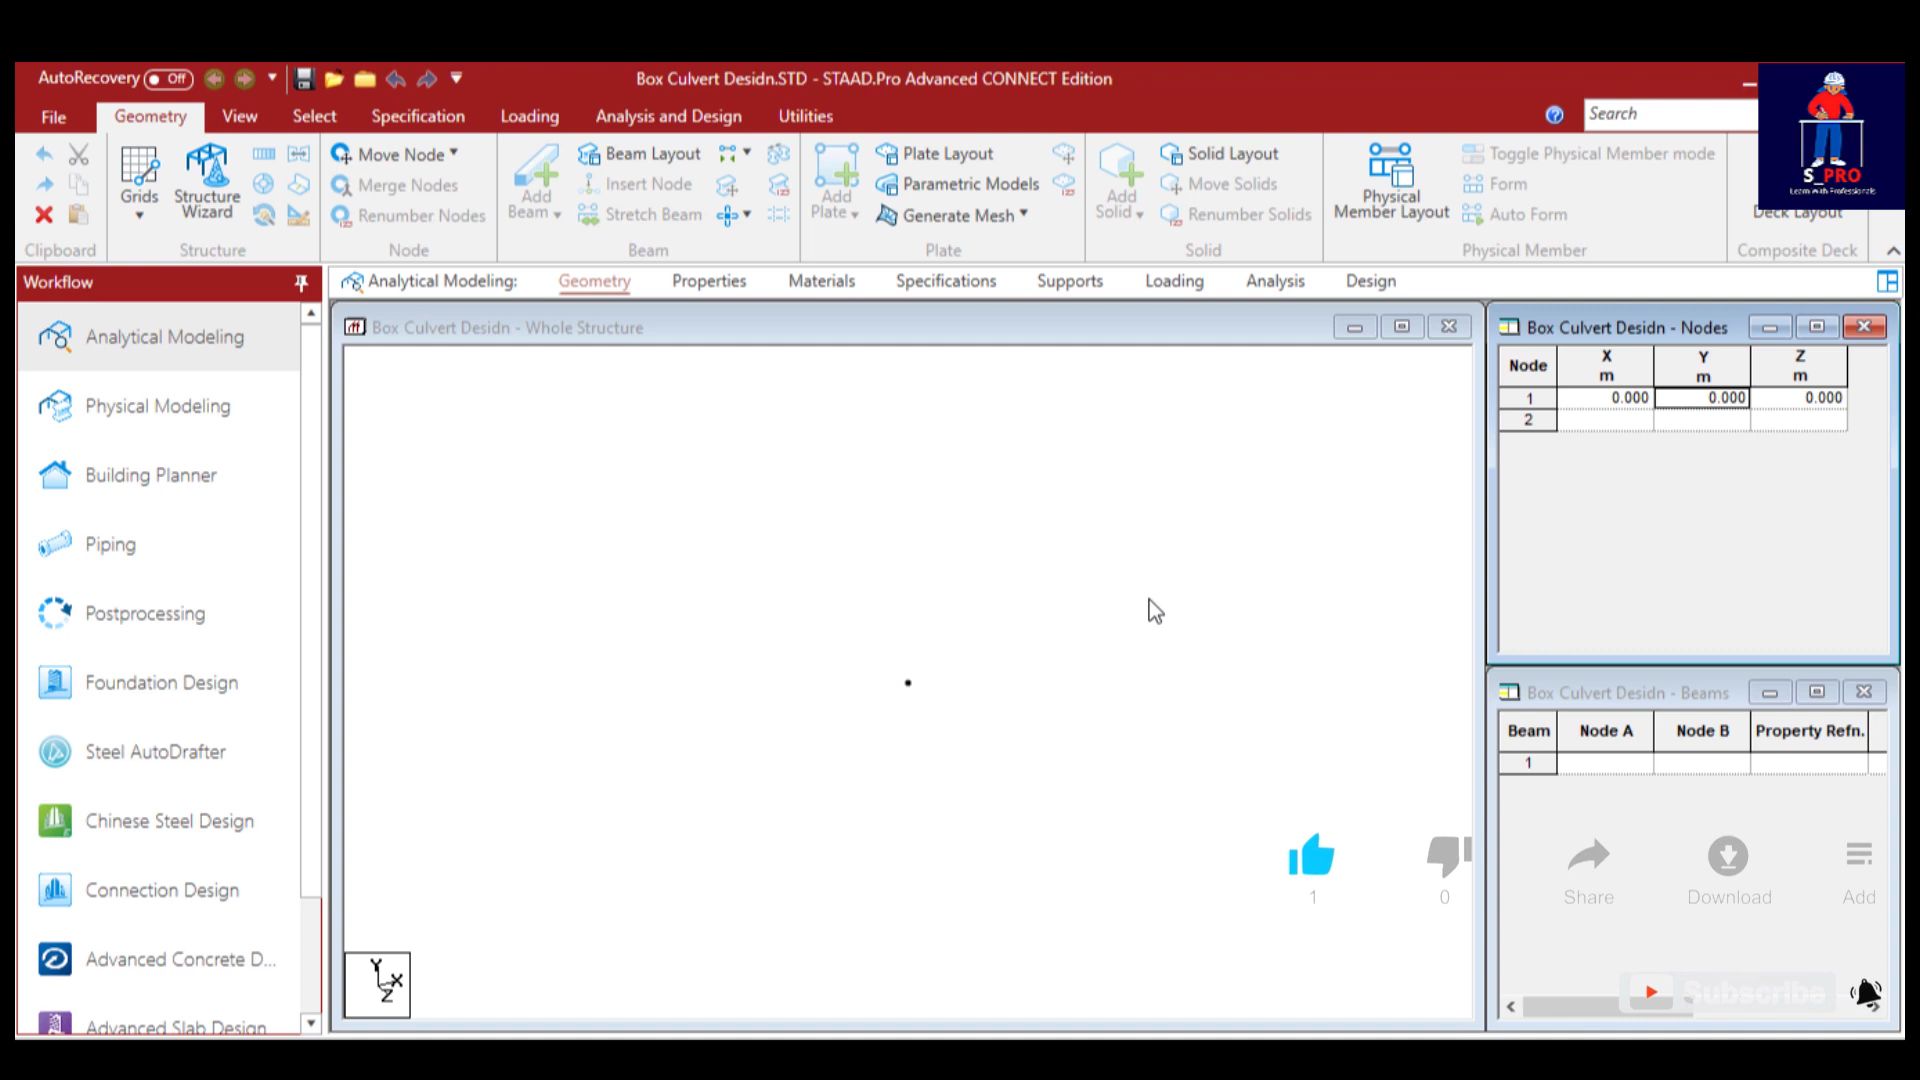 AutoRecovery Off
Box Culvert Desidn.STD - STAAD.Pro Advanced CONNECT Edition
File Geometry View Select Specification Loading Analysis and Design Utilities
Search
Grids
Structure Wizard
Move Node
Merge Nodes
Renumber Nodes
Add Beam
Beam Layout
Insert Node
Stretch Beam
Add Plate
Plate Layout
Parametric Models
Generate Mesh
Add Solid
Solid Layout
Move Solids
Renumber Solids
Physical Member Layout
Toggle Physical Member mode
Form
Auto Form
Deck Layout
S_PRO
Learn with Professionals
Clipboard Structure Node Beam Plate Solid Physical Member Composite Deck
Workflow
Analytical Modeling: Geometry Properties Materials Specifications Supports Loading Analysis Design
Analytical Modeling
Physical Modeling
Building Planner
Piping
Postprocessing
Foundation Design
Steel AutoDrafter
Chinese Steel Design
Connection Design
Advanced Concrete D...
Advanced Slab Design
Box Culvert Desidn - Whole Structure
Y
X
Z
Box Culvert Desidn - Nodes
Node X m Y m Z m
1 0.000 0.000 0.000
2
Box Culvert Desidn - Beams
Beam Node A Node B Property Refn.
1
1 0 Share Download Add
Subscribe